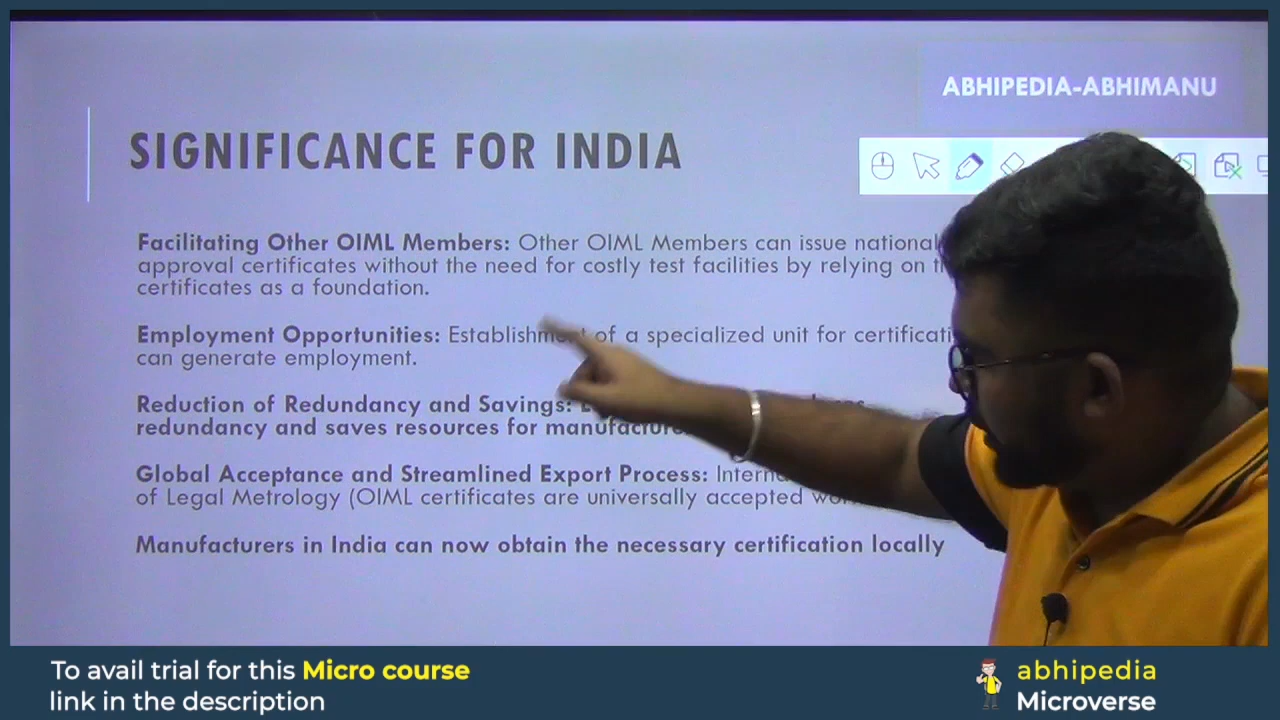 ABHIPEDIA-ABHIMANU
SIGNIFICANCE FOR INDIA
Facilitating Other OIML Members: Other OIML Members can issue national
approval certificates without the need for costly test facilities by relying on
certificates as a foundation.
Employment Opportunities: Establishment of a specialized unit for
can generate employment.
Reduction of Redundancy and Savings:
redundancy and saves resources for
Global Acceptance and Streamlined Export Process:
of Legal Metrology (OIML certificates are universally accepted
Manufacturers in India can now obtain the necessary certification locally
To avail trial for this Micro course
link in the description
abhipedia
Microverse